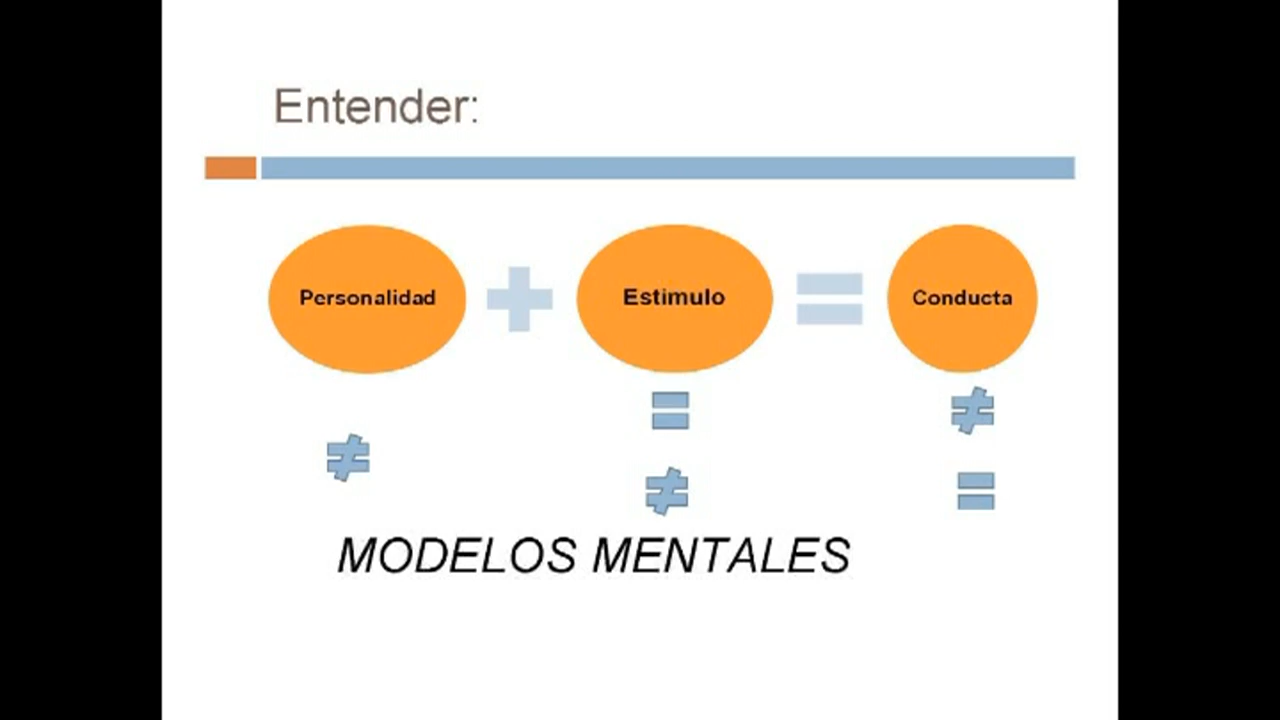 Entender:
Personalidad + Estimulo = Conducta
= ≠
≠
≠ =
MODELOS MENTALES